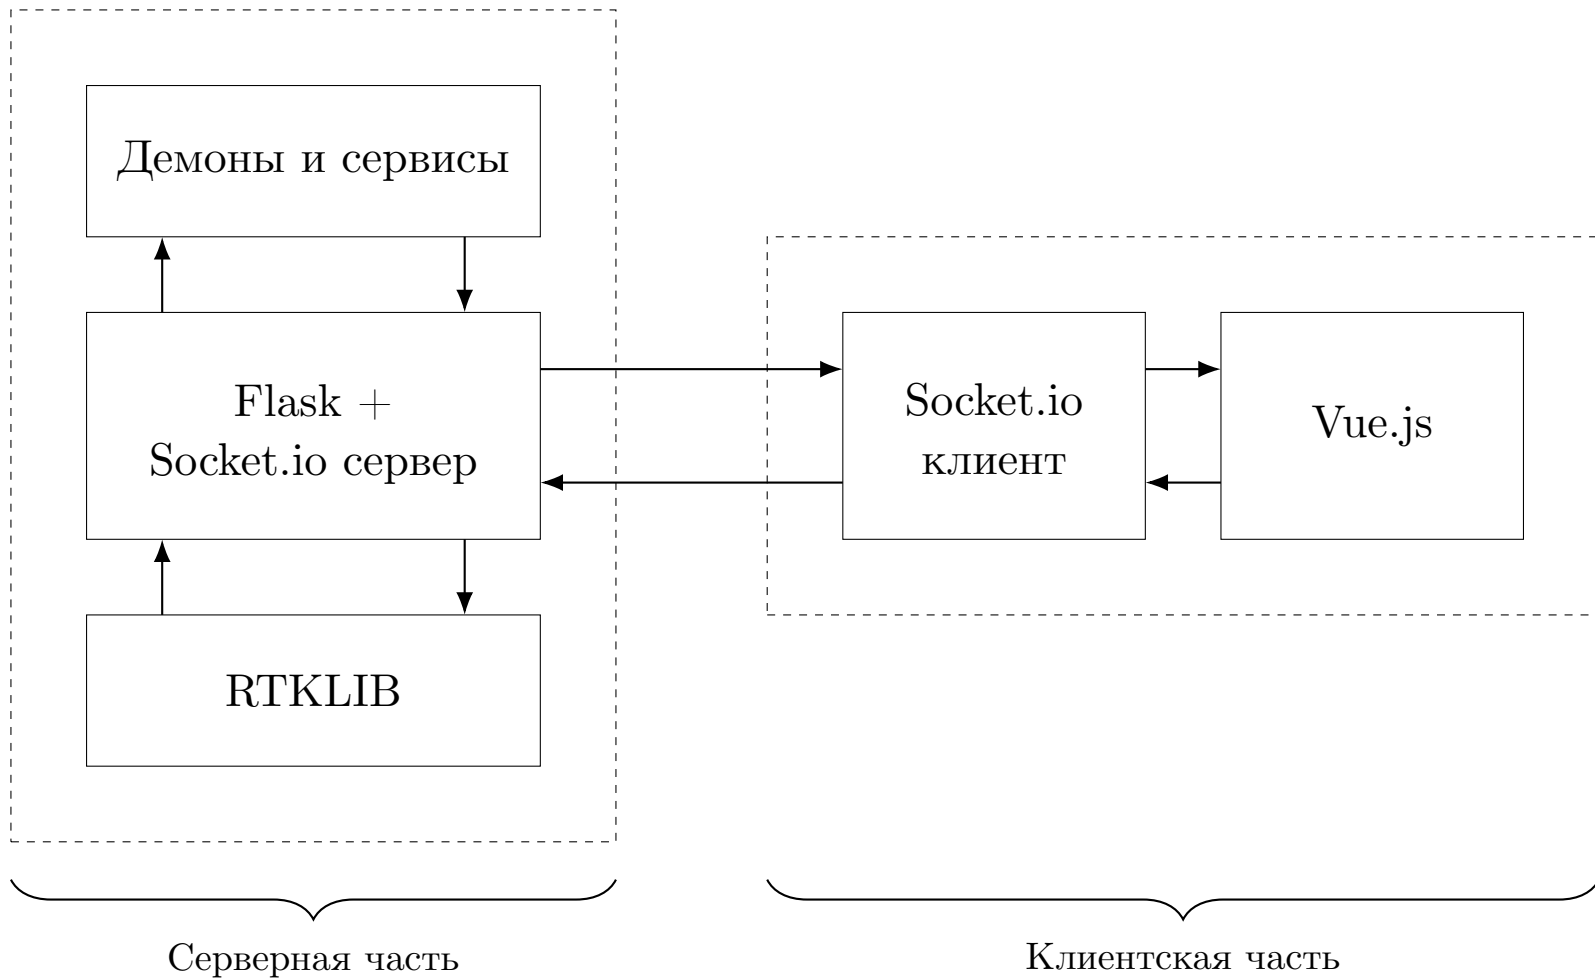 Демоны и сервисы
Flask +
Socket.io сервер
RTKLIB
Socket.io
клиент
Vue.js
Серверная часть
Клиентская часть